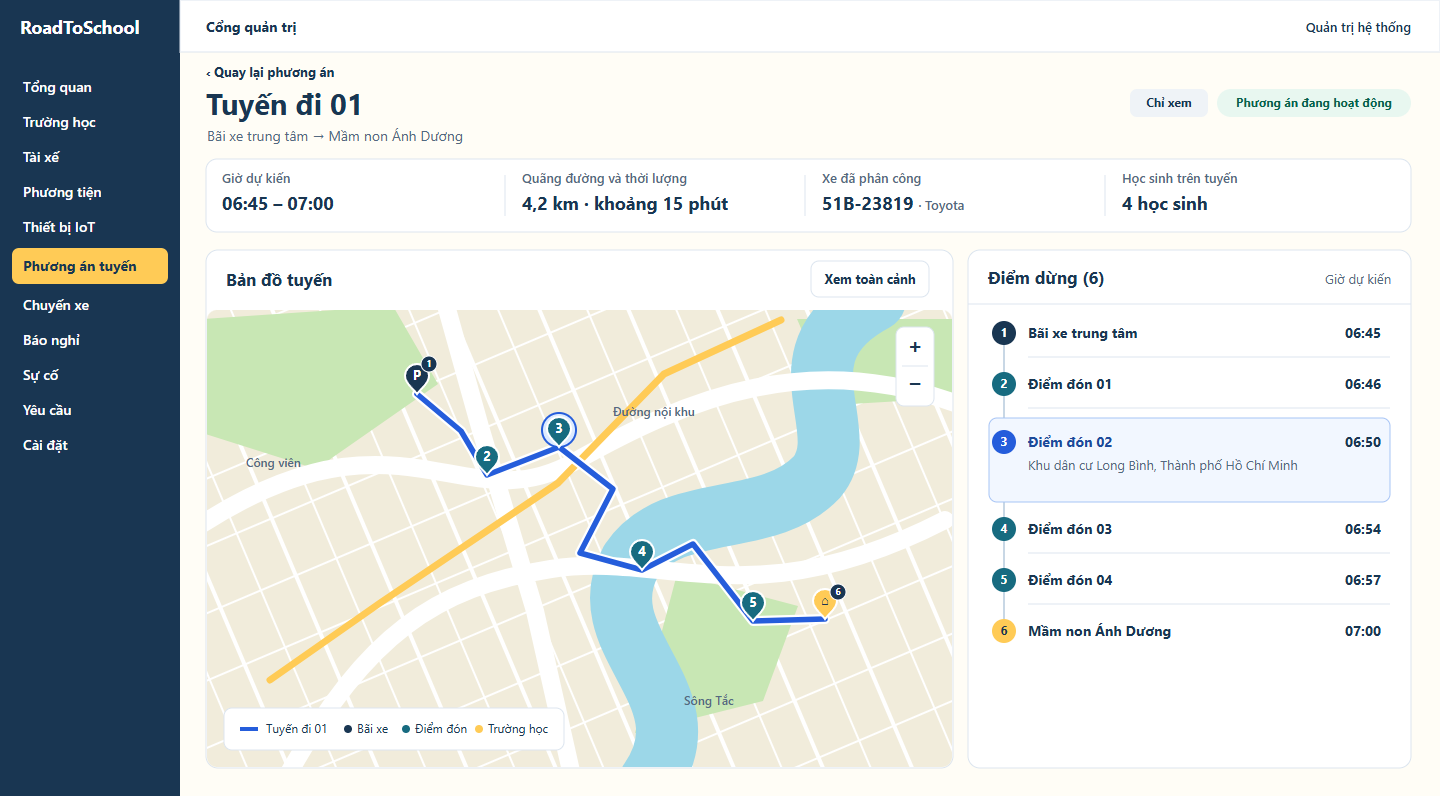 RoadToSchool
Cổng quản trị
Quản trị hệ thống
Tổng quan
Trường học
Tài xế
Phương tiện
Thiết bị IoT
Phương án tuyến
Chuyến xe
Báo nghỉ
Sự cố
Yêu cầu
Cài đặt
‹ Quay lại phương án
Tuyến đi 01
Bãi xe trung tâm → Mầm non Ánh Dương
Chỉ xem
Phương án đang hoạt động
Giờ dự kiến
06:45 – 07:00
Quãng đường và thời lượng
4,2 km · khoảng 15 phút
Xe đã phân công
51B-23819 · Toyota
Học sinh trên tuyến
4 học sinh
Bản đồ tuyến
Xem toàn cảnh
+
−
P
1
2
3
4
5
6
Đường nội khu
Công viên
Sông Tắc
Tuyến đi 01
Bãi xe
Điểm đón
Trường học
Điểm dừng (6)
Giờ dự kiến
1 Bãi xe trung tâm 06:45
2 Điểm đón 01 06:46
3 Điểm đón 02 06:50
Khu dân cư Long Bình, Thành phố Hồ Chí Minh
4 Điểm đón 03 06:54
5 Điểm đón 04 06:57
6 Mầm non Ánh Dương 07:00